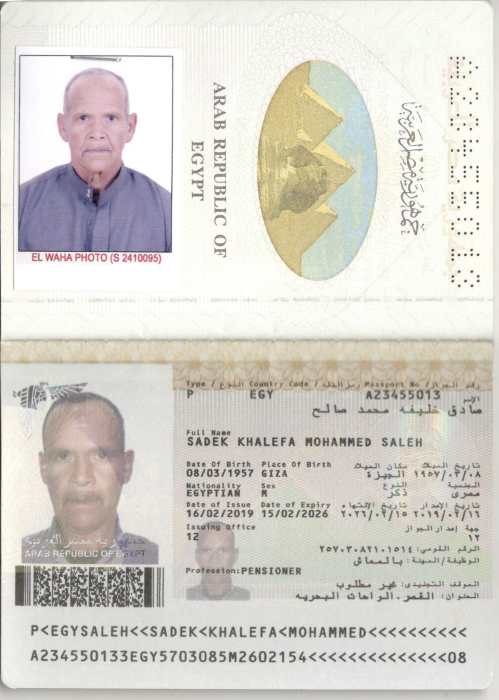 EL WAHA PHOTO (S 2410095)
ARAB REPUBLIC OF
EGYPT
جمهورية مصر العربية
Type / النوع Country Code / رمز الدولة Passport No / رقم الجواز
P EGY A23455013
الإسم
صادق خليفه محمد صالح
Full Name
SADEK KHALEFA MOHAMMED SALEH
Date Of Birth Place Of Birth مكان الميلاد تاريخ الميلاد
08/03/1957 GIZA الجيزة ١٩٥٧/٠٣/٠٨
Nationality Sex النوع الجنسية
EGYPTIAN M ذكر مصرى
Date of Issue Date of Expiry تاريخ الإنتهاء تاريخ الإصدار
16/02/2019 15/02/2026 ٢٠٢٦/٠٢/١٥ ٢٠١٩/٠٢/١٦
Issuing Office جهة إصدار الجواز
12 ١٢
الرقم القومى: ٢٥٧٠٣٠٨٢١٠١٥١٤
الوظيفة/المهنة: بالمعاش
Profession:PENSIONER
الموقف التجنيدى: غير مطلوب
العنوان: القصر.الواحات البحريه
جمهورية مصر العربية
ARAB REPUBLIC OF EGYPT
P<EGYSALEH<<SADEK<KHALEFA<MOHAMMED<<<<<<<<<<
A234550133EGY5703085M2602154<<<<<<<<<<<<<<08